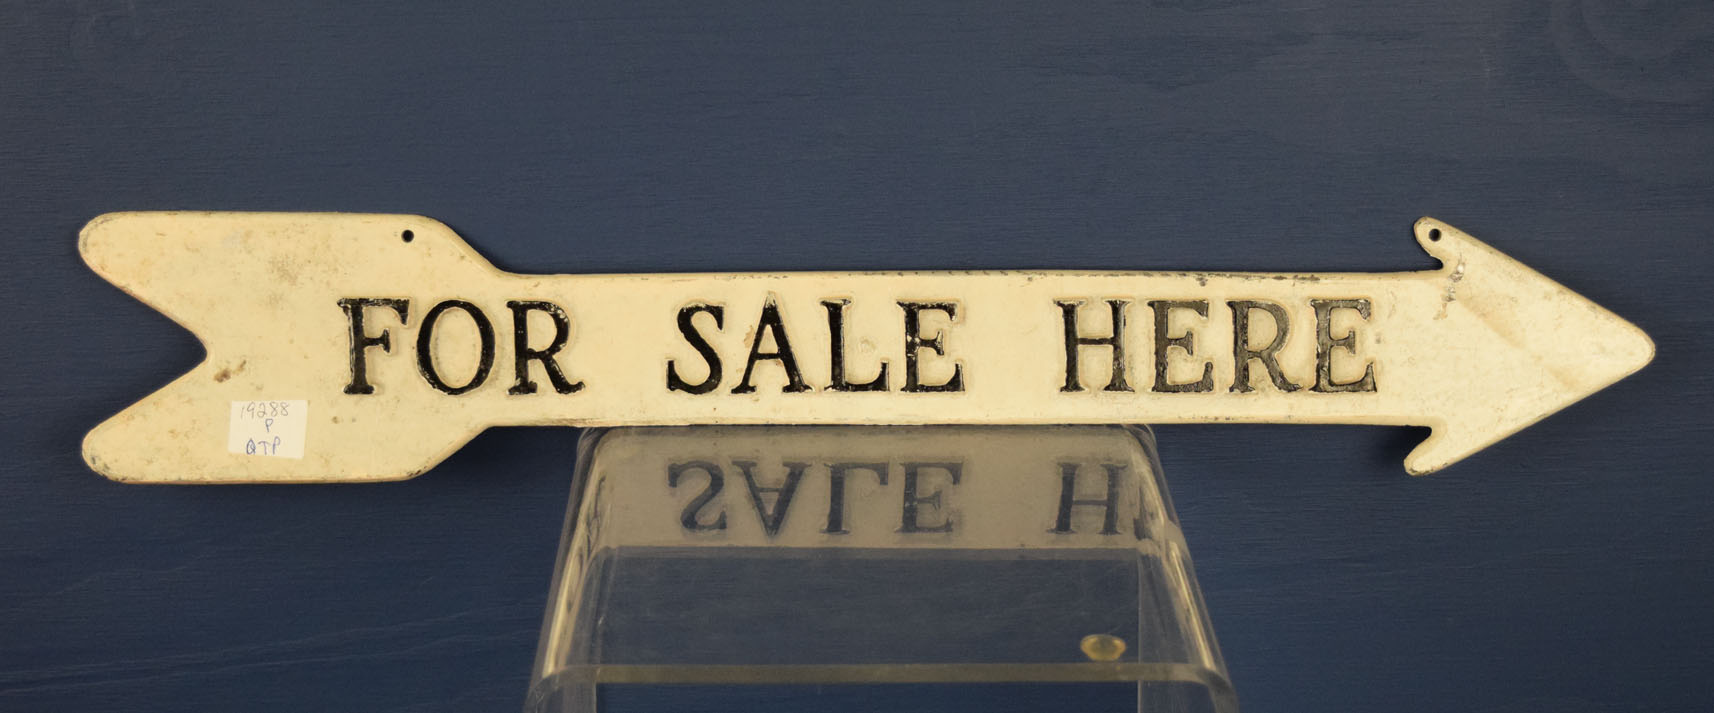 FOR SALE HERE
19288
P
QTP